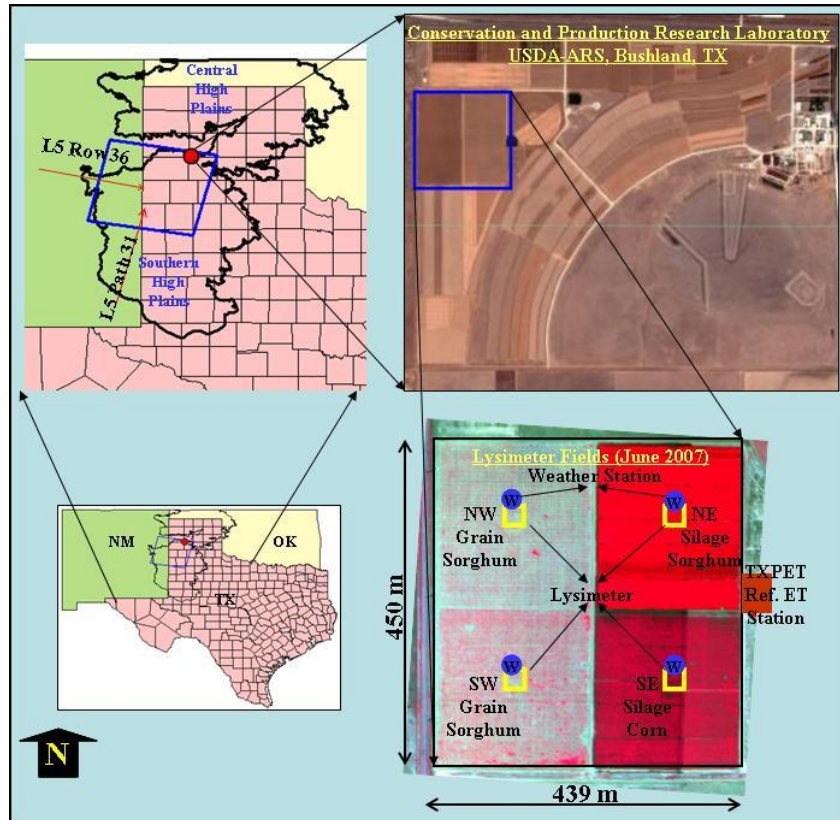 Central
High
Plains
L5 Row 36
L5 Path 31
Southern
High
Plains
Conservation and Production Research Laboratory
USDA-ARS, Bushland, TX
NM
OK
TX
N
Lysimeter Fields (June 2007)
Weather Station
W
W
NW
Grain
Sorghum
NE
Silage
Sorghum
Lysimeter
TXPET
Ref. ET
Station
W
W
SW
Grain
Sorghum
SE
Silage
Corn
450 m
439 m